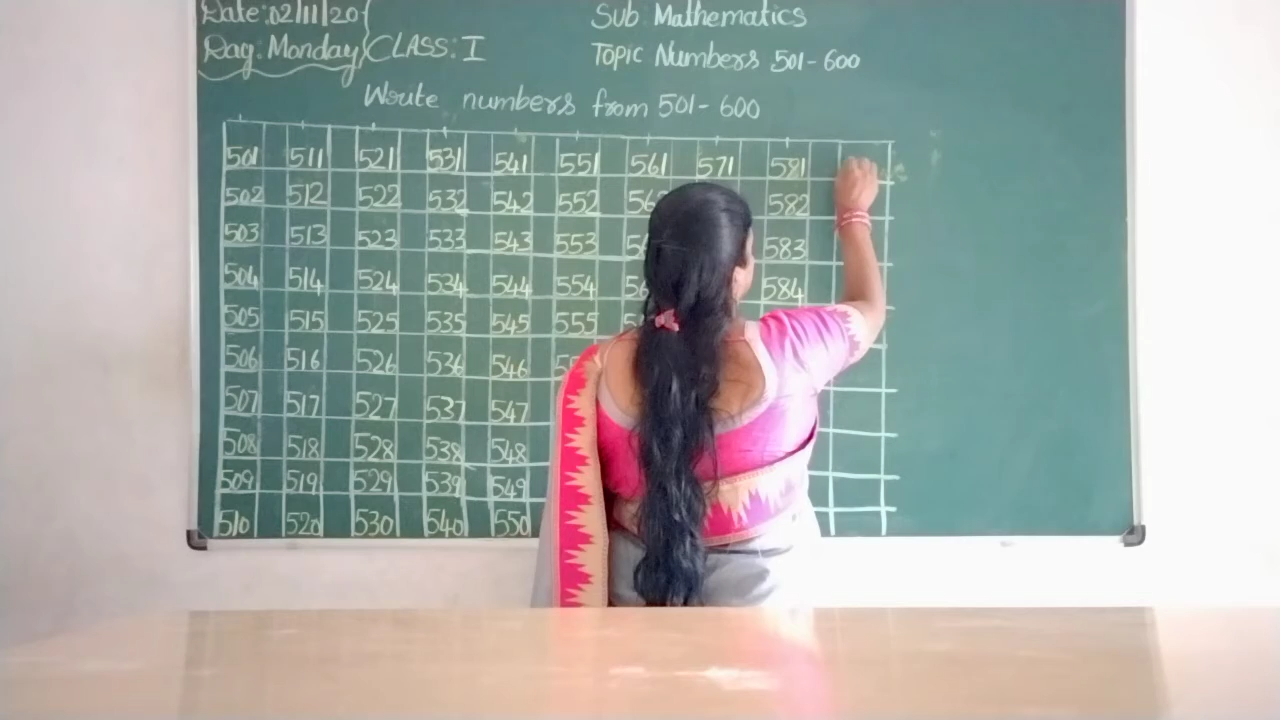 Date:02/11/20 Sub Mathematics
Day: Monday CLASS: I Topic Numbers 501-600
Write numbers from 501-600
501 511 521 531 541 551 561 571 581
502 512 522 532 542 552 582
503 513 523 533 543 553 583
504 514 524 534 544 554 584
505 515 525 535 545 555
506 516 526 536 546
507 517 527 537 547
508 518 528 538 548
509 519 529 539 549
510 520 530 540 550